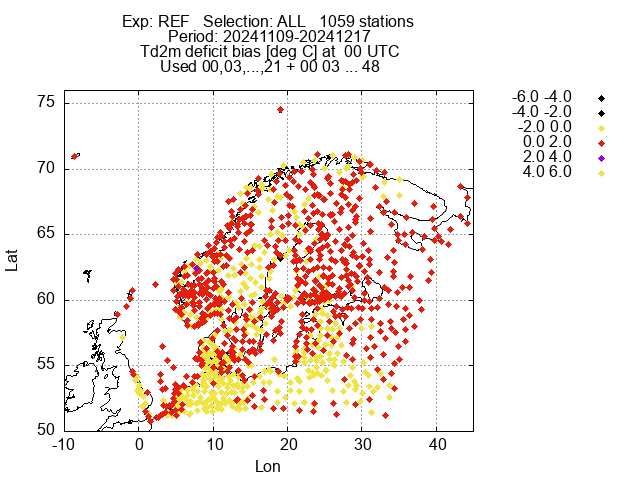 Exp: REF   Selection: ALL   1059 stations
Period: 20241109-20241217
Td2m deficit bias [deg C] at  00 UTC
Used 00,03,...,21 + 00 03 ... 48
-6.0 -4.0
-4.0 -2.0
-2.0 0.0
0.0 2.0
2.0 4.0
4.0 6.0
75
70
65
60
55
50
Lat
-10 0 10 20 30 40
Lon